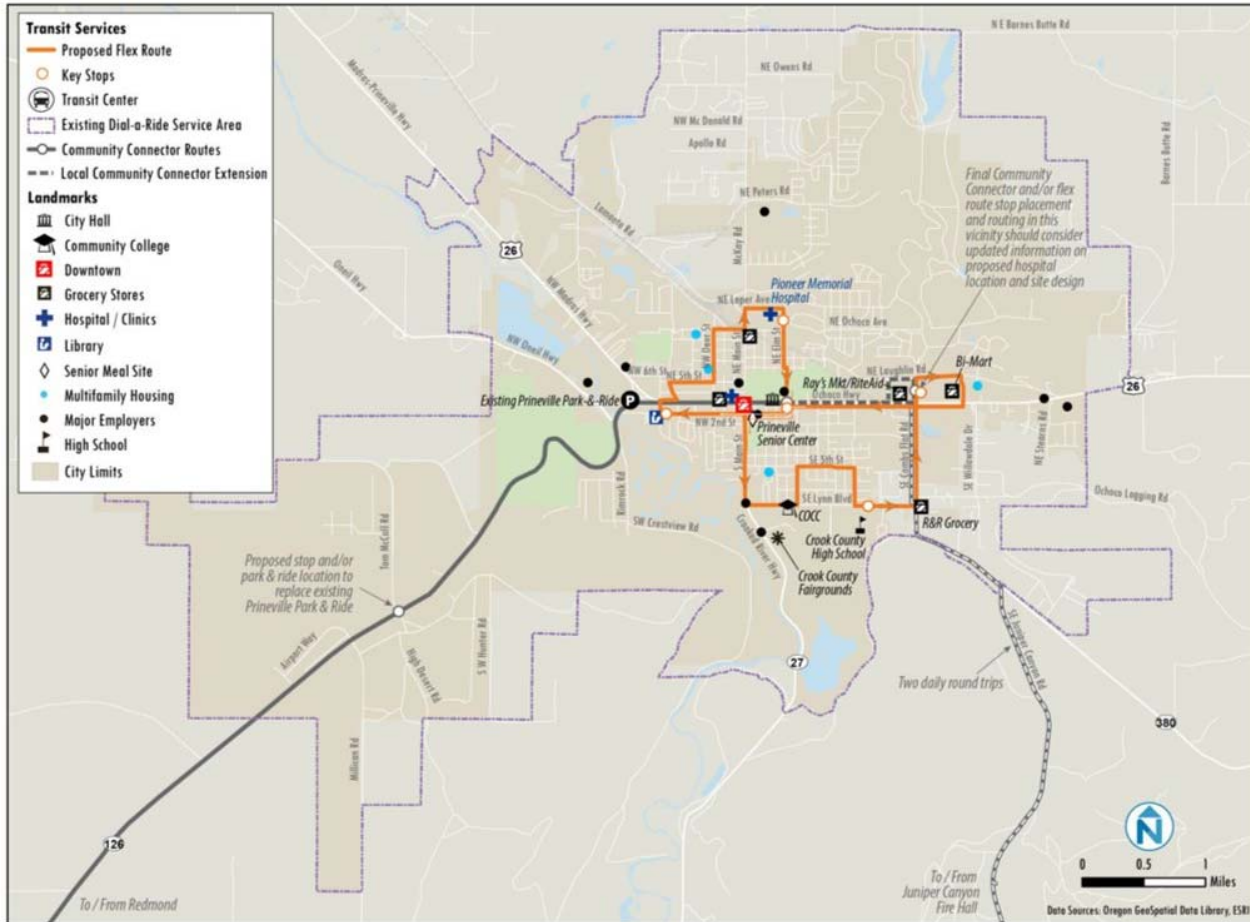 Transit Services
Proposed Flex Route
Key Stops
Transit Center
Existing Dial-a-Ride Service Area
Community Connector Routes
Local Community Connector Extension
Landmarks
City Hall
Community College
Downtown
Grocery Stores
Hospital / Clinics
Library
Senior Meal Site
Multifamily Housing
Major Employers
High School
City Limits
NE Barnes Butte Rd
NE Owens Rd
Madras-Prineville Hwy
NW Mc Donald Rd
Apollo Rd
Barnes Butte Rd
NE Peters Rd
Final Community
Connector and/or flex
route stop placement
and routing in this
vicinity should consider
updated information on
proposed hospital
location and site design
Lamonta Rd
McKay Rd
26
Oneil Hwy
NW Madras Hwy
Pioneer Memorial
Hospital
NE Loper Ave
NE Ochoco Ave
NW Oneil Hwy
NW Deer St
NE Main St
NE Elm St
NW 6th St
NE 5th St
NE Laughlin Rd
Bi-Mart
Ray's Mkt/RiteAid
26
Existing Prineville Park-&-Ride
P
Ochoco Hwy
NW 2nd St
Prineville
Senior Center
NE Stearns Rd
S Main St
SE 5th St
SE Combs Flat Rd
SE Willowdale Dr
Rimrock Rd
SE Lynn Blvd
Ochoco Logging Rd
SW Crestview Rd
COCC
R&R Grocery
Crooked River Hwy
Crook County
High School
Crook County
Fairgrounds
Tom McCall Rd
Proposed stop and/or
park & ride location to
replace existing
Prineville Park & Ride
SE Juniper Canyon Rd
Airport Way
S W Hunter Rd
High Desert Rd
27
Two daily round trips
380
Millican Rd
N
126
0 0.5 1
Miles
To / From Redmond
To / From
Juniper Canyon
Fire Hall
Data Sources: Oregon GeoSpatial Data Library, ESRI